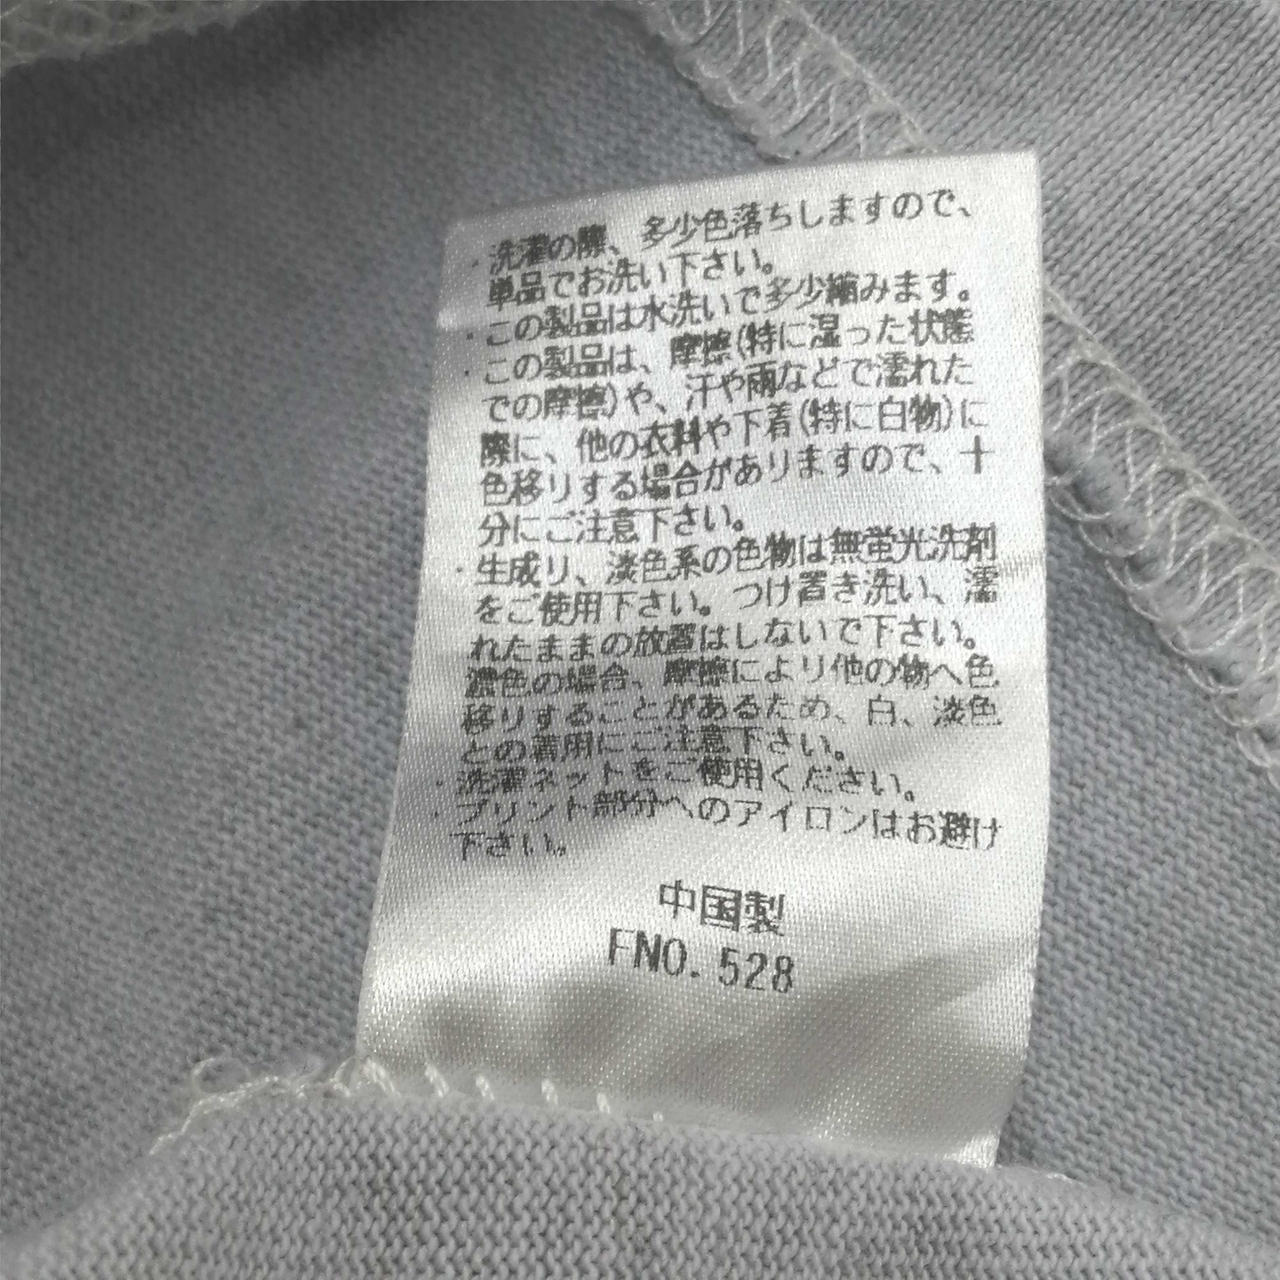 ・洗濯の際、多少色落ちしますので、
単品でお洗い下さい。
・この製品は水洗いで多少縮みます。
・この製品は、摩擦(特に湿った状態
での摩擦)や、汗や雨などで濡れた
際に、他の衣料や下着(特に白物)に
色移りする場合がありますので、十
分にご注意下さい。
・生成り、淡色系の色物は無蛍光洗剤
をご使用下さい。つけ置き洗い、濡
れたままの放置はしないで下さい。
濃色の場合、摩擦により他の物へ色
移りすることがあるため、白、淡色
との着用にご注意下さい。
・洗濯ネットをご使用ください。
・プリント部分へのアイロンはお避け
下さい。
中国製
FNO. 528